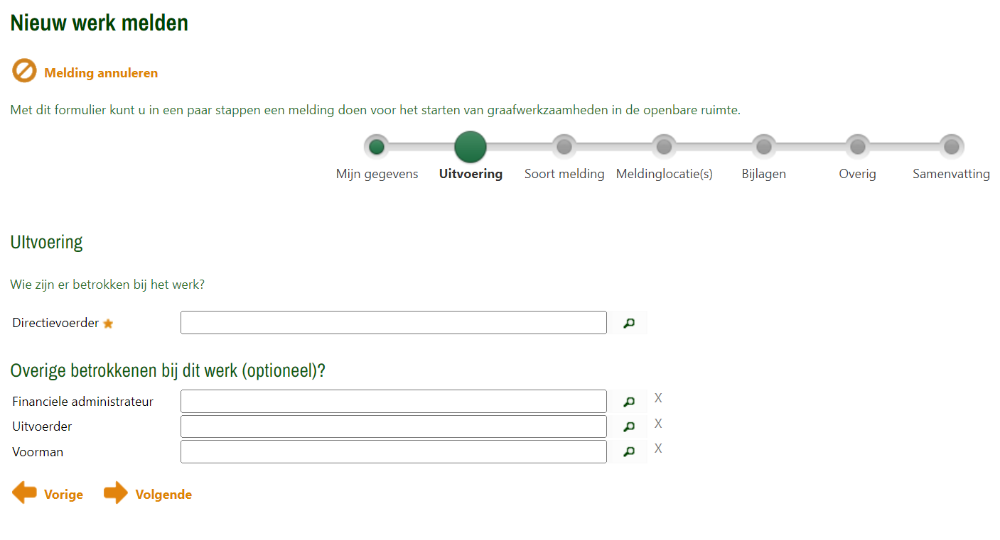 Nieuw werk melden
Melding annuleren
Met dit formulier kunt u in een paar stappen een melding doen voor het starten van graafwerkzaamheden in de openbare ruimte.
Mijn gegevens Uitvoering Soort melding Meldinglocatie(s) Bijlagen Overig Samenvatting
UItvoering
Wie zijn er betrokken bij het werk?
Directievoerder
Overige betrokkenen bij dit werk (optioneel)?
Financiele administrateur X
Uitvoerder X
Voorman X
Vorige Volgende